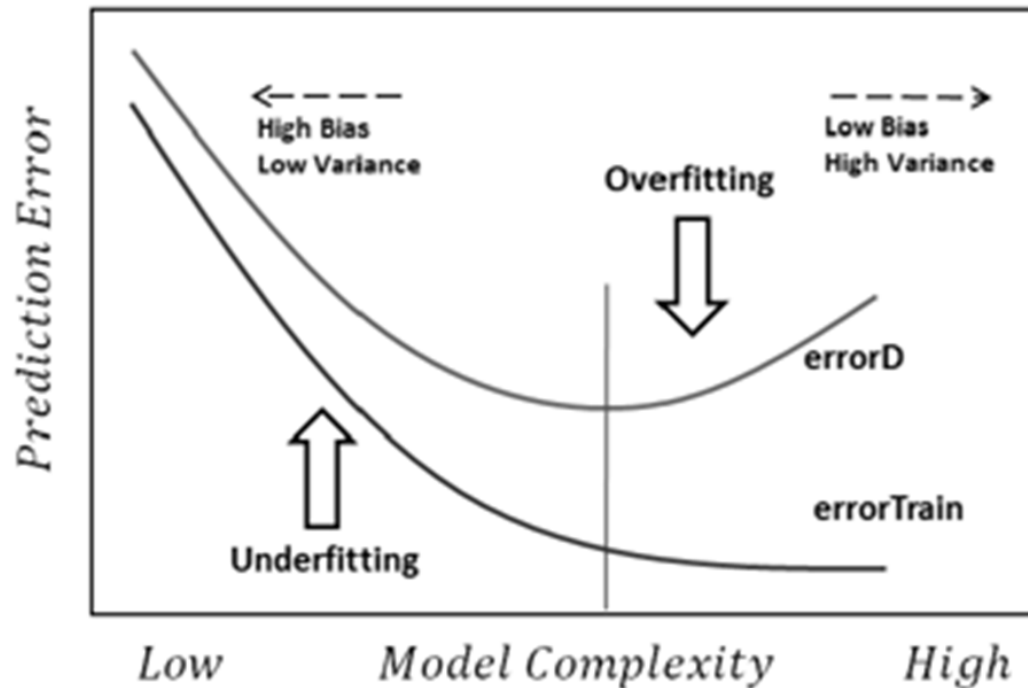 High Bias
Low Variance
Low Bias
High Variance
Overfitting
Prediction Error
errorD
errorTrain
Underfitting
Low Model Complexity High